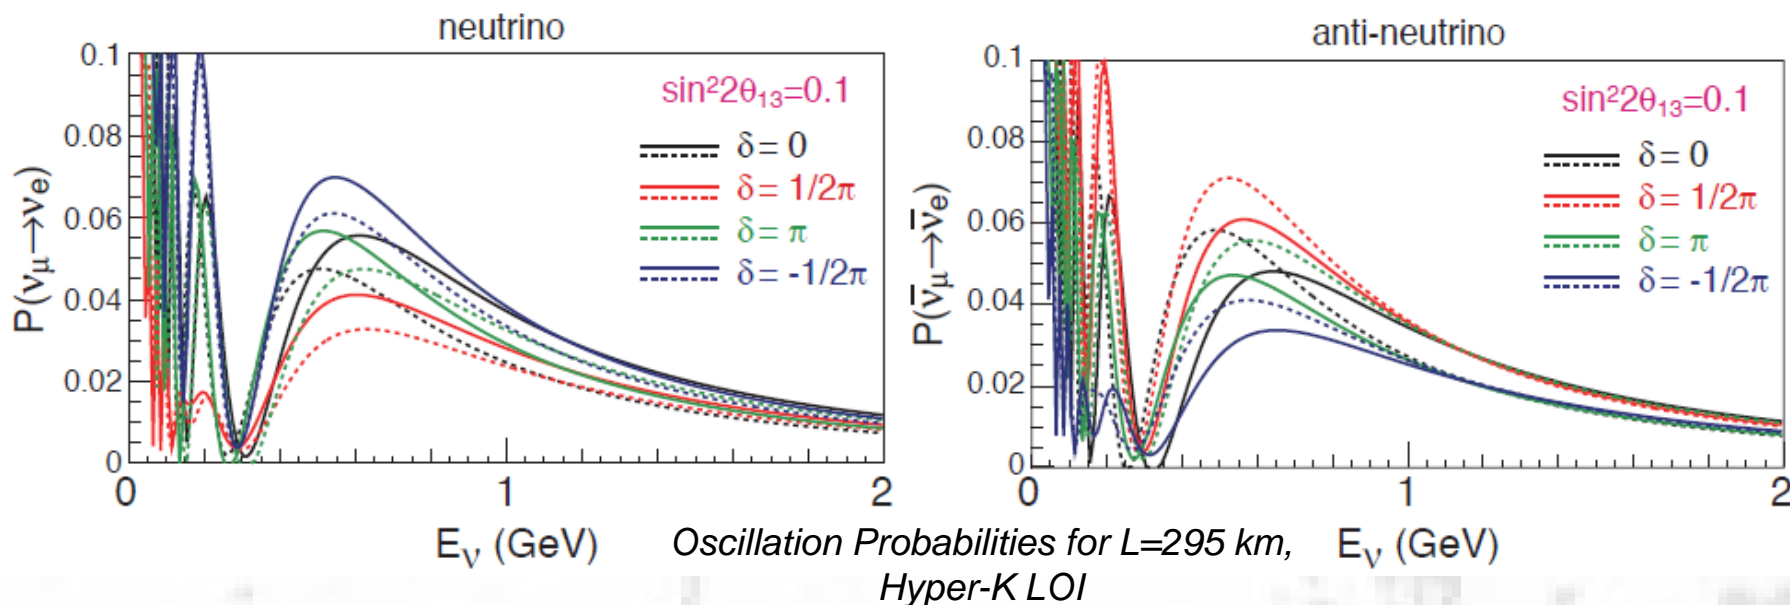 neutrino
0.1
0.08
0.06
0.04
0.02
0
P(νμ→νe)
sin²2θ₁₃=0.1
δ = 0
δ = 1/2π
δ = π
δ = -1/2π
0
1
2
Eν (GeV)
anti-neutrino
0.1
0.08
0.06
0.04
0.02
0
P(ν̅μ→ν̅e)
sin²2θ₁₃=0.1
δ = 0
δ = 1/2π
δ = π
δ = -1/2π
0
1
2
Eν (GeV)
Oscillation Probabilities for L=295 km,
Hyper-K LOI